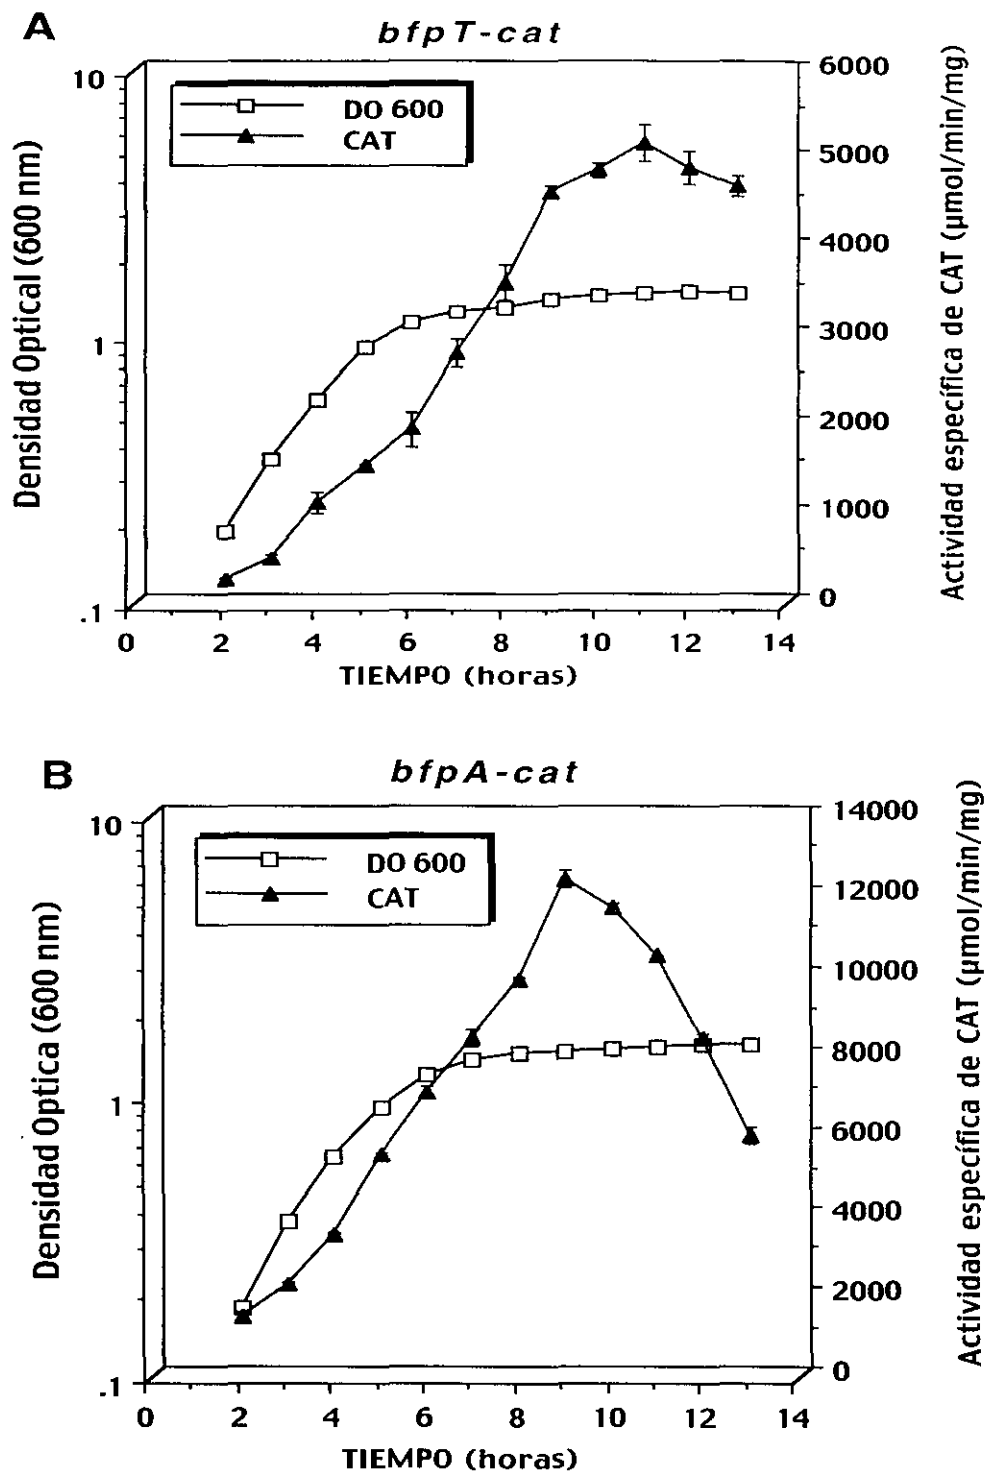 A
bfpT-cat
DO 600
CAT
10
1
.1
Densidad Optical (600 nm)
6000
5000
4000
3000
2000
1000
0
Actividad específica de CAT (µmol/min/mg)
0 2 4 6 8 10 12 14
TIEMPO (horas)
B
bfpA-cat
DO 600
CAT
10
1
.1
Densidad Optica (600 nm)
14000
12000
10000
8000
6000
4000
2000
0
Actividad específica de CAT (µmol/min/mg)
0 2 4 6 8 10 12 14
TIEMPO (horas)